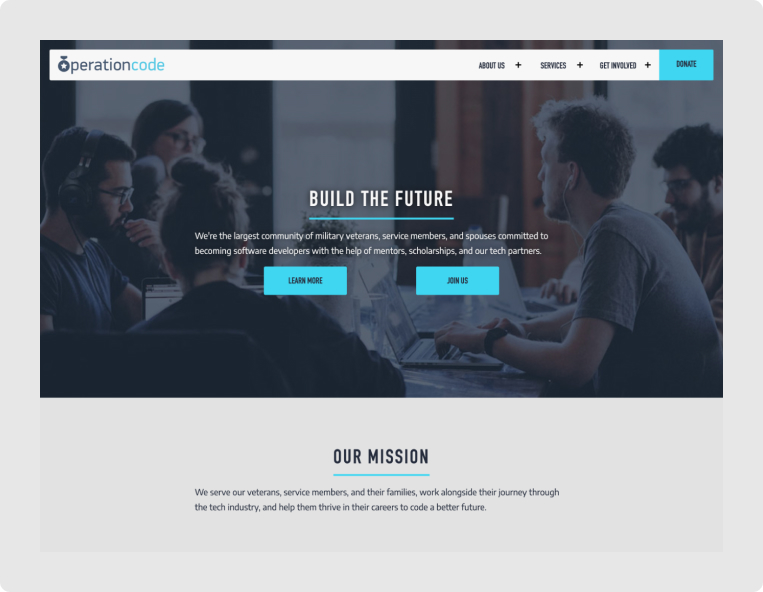 operationcode
ABOUT US +
SERVICES +
GET INVOLVED +
DONATE
BUILD THE FUTURE
We're the largest community of military veterans, service members, and spouses committed to
becoming software developers with the help of mentors, scholarships, and our tech partners.
LEARN MORE
JOIN US
OUR MISSION
We serve our veterans, service members, and their families, work alongside their journey through
the tech industry, and help them thrive in their careers to code a better future.